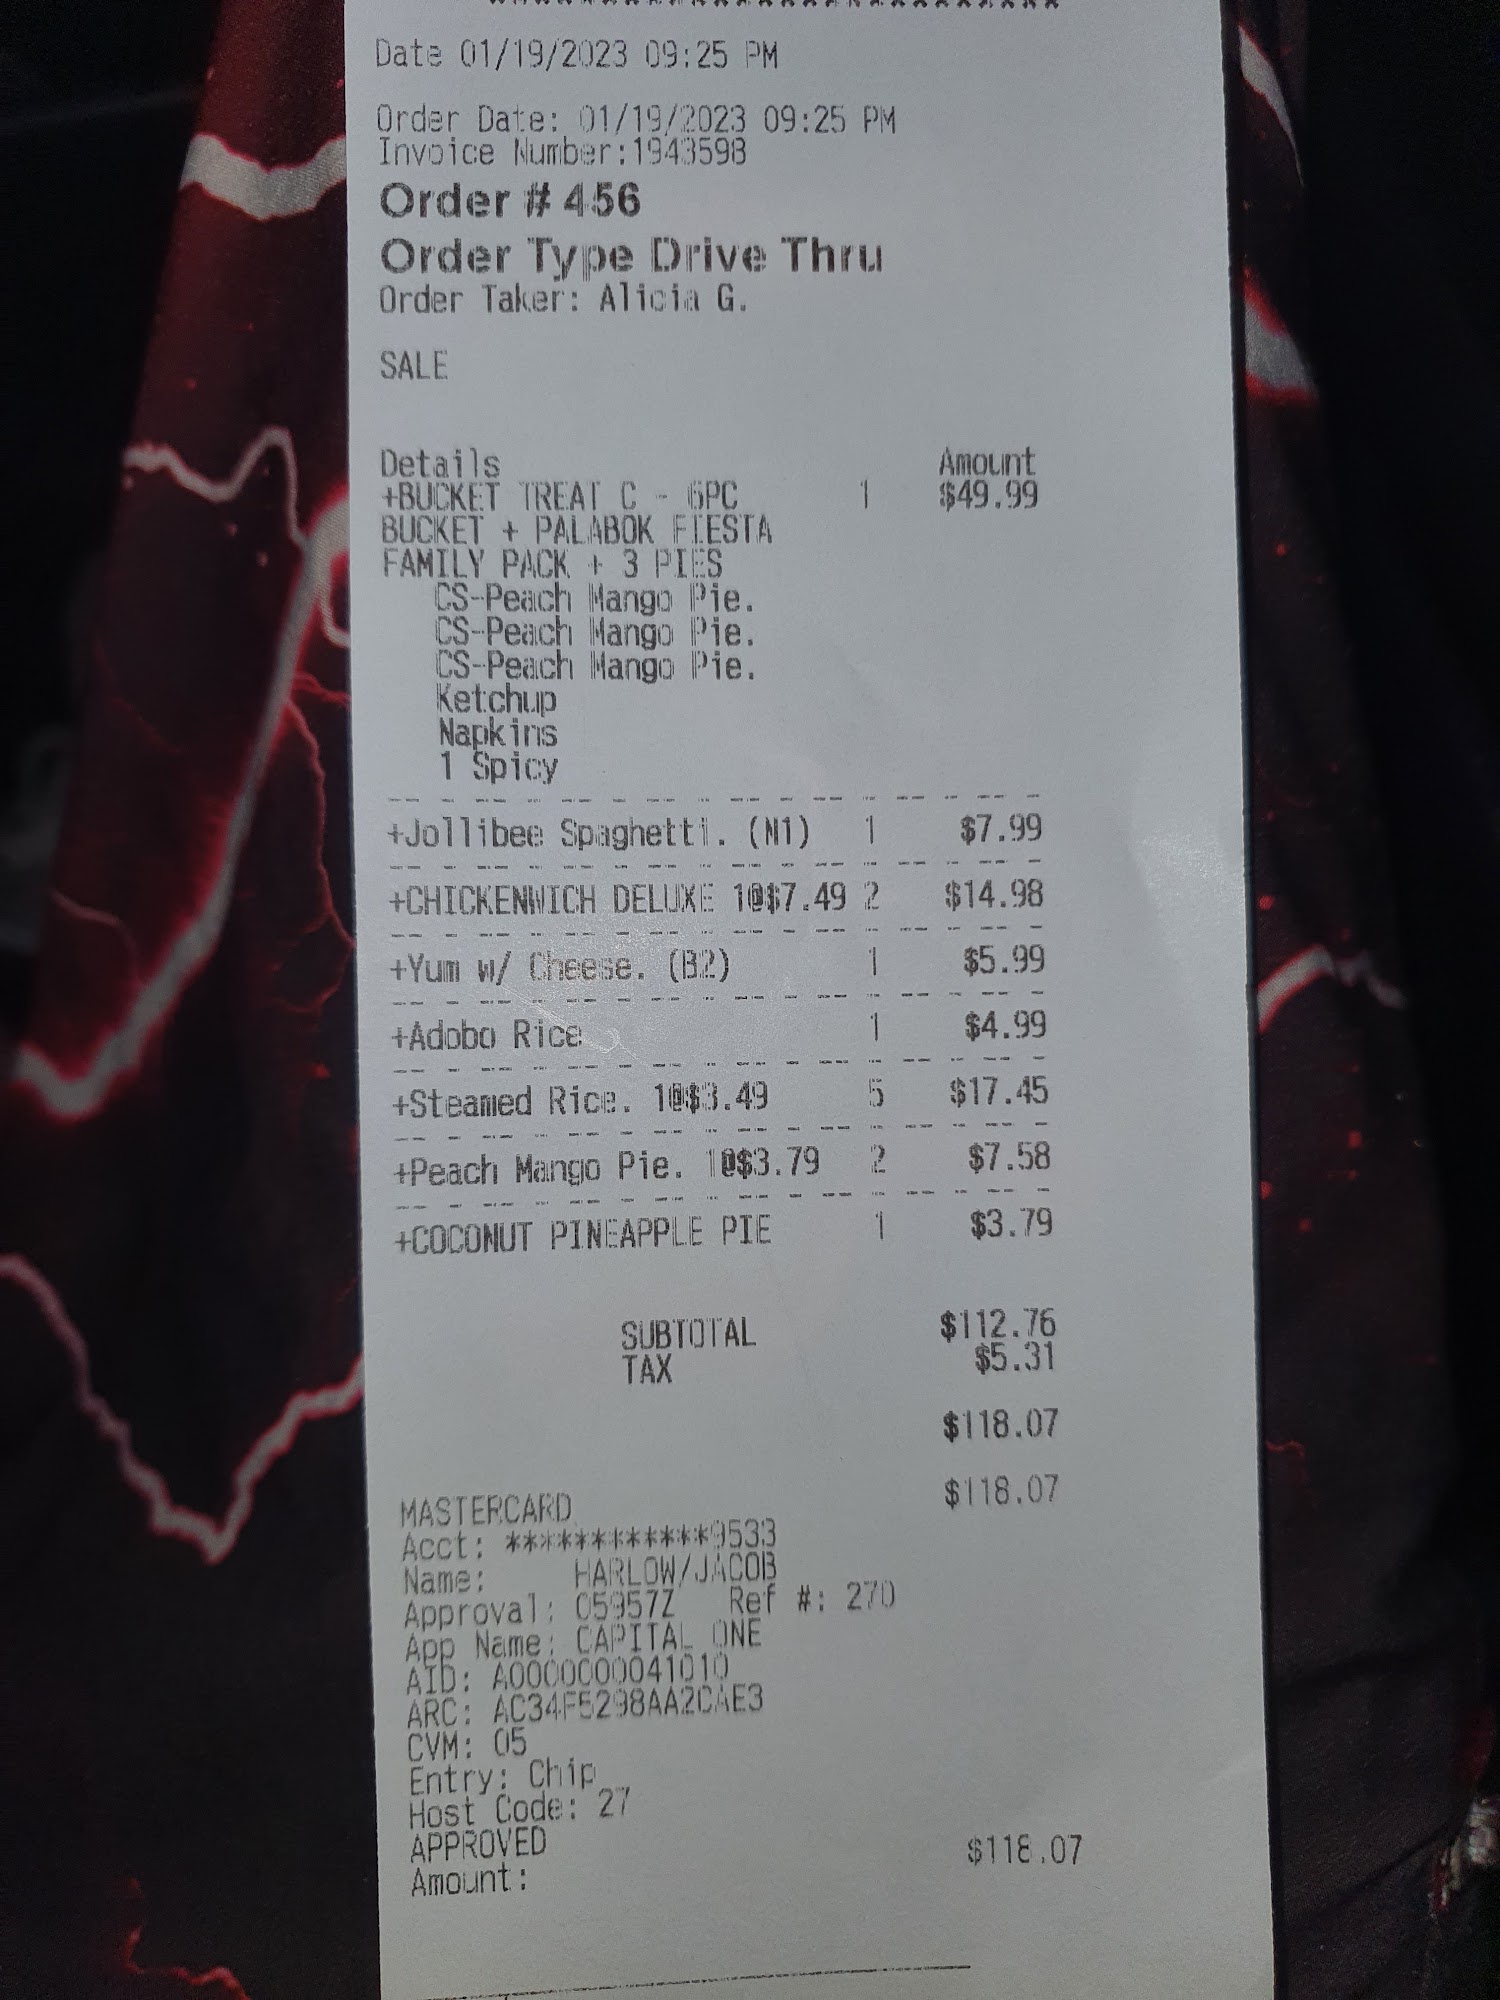 Date 01/19/2023 09:25 PM
Order Date: 01/19/2023 09:25 PM
Invoice Number:1943598
Order # 456
Order Type Drive Thru
Order Taker: Alicia G.
SALE
Details Amount
+BUCKET TREAT C - 6PC 1 $49.99
BUCKET + PALABOK FIESTA
FAMILY PACK + 3 PIES
CS-Peach Mango Pie.
CS-Peach Mango Pie.
CS-Peach Mango Pie.
Ketchup
Napkins
1 Spicy
+Jollibee Spaghetti. (N1) 1 $7.99
+CHICKENWICH DELUXE 1@$7.49 2 $14.98
+Yum w/ Cheese. (B2) 1 $5.99
+Adobo Rice 1 $4.99
+Steamed Rice. 1@$3.49 5 $17.45
+Peach Mango Pie. 1@$3.79 2 $7.58
+COCONUT PINEAPPLE PIE 1 $3.79
SUBTOTAL $112.76
TAX $5.31
$118.07
MASTERCARD $118.07
Acct: ************9533
Name: HARLOW/JACOB
Approval: 05957Z Ref #: 270
App Name: CAPITAL ONE
AID: A0000000041010
ARC: AC34F5298AA2CAE3
CVM: 05
Entry: Chip
Host Code: 27
APPROVED
Amount: $118.07